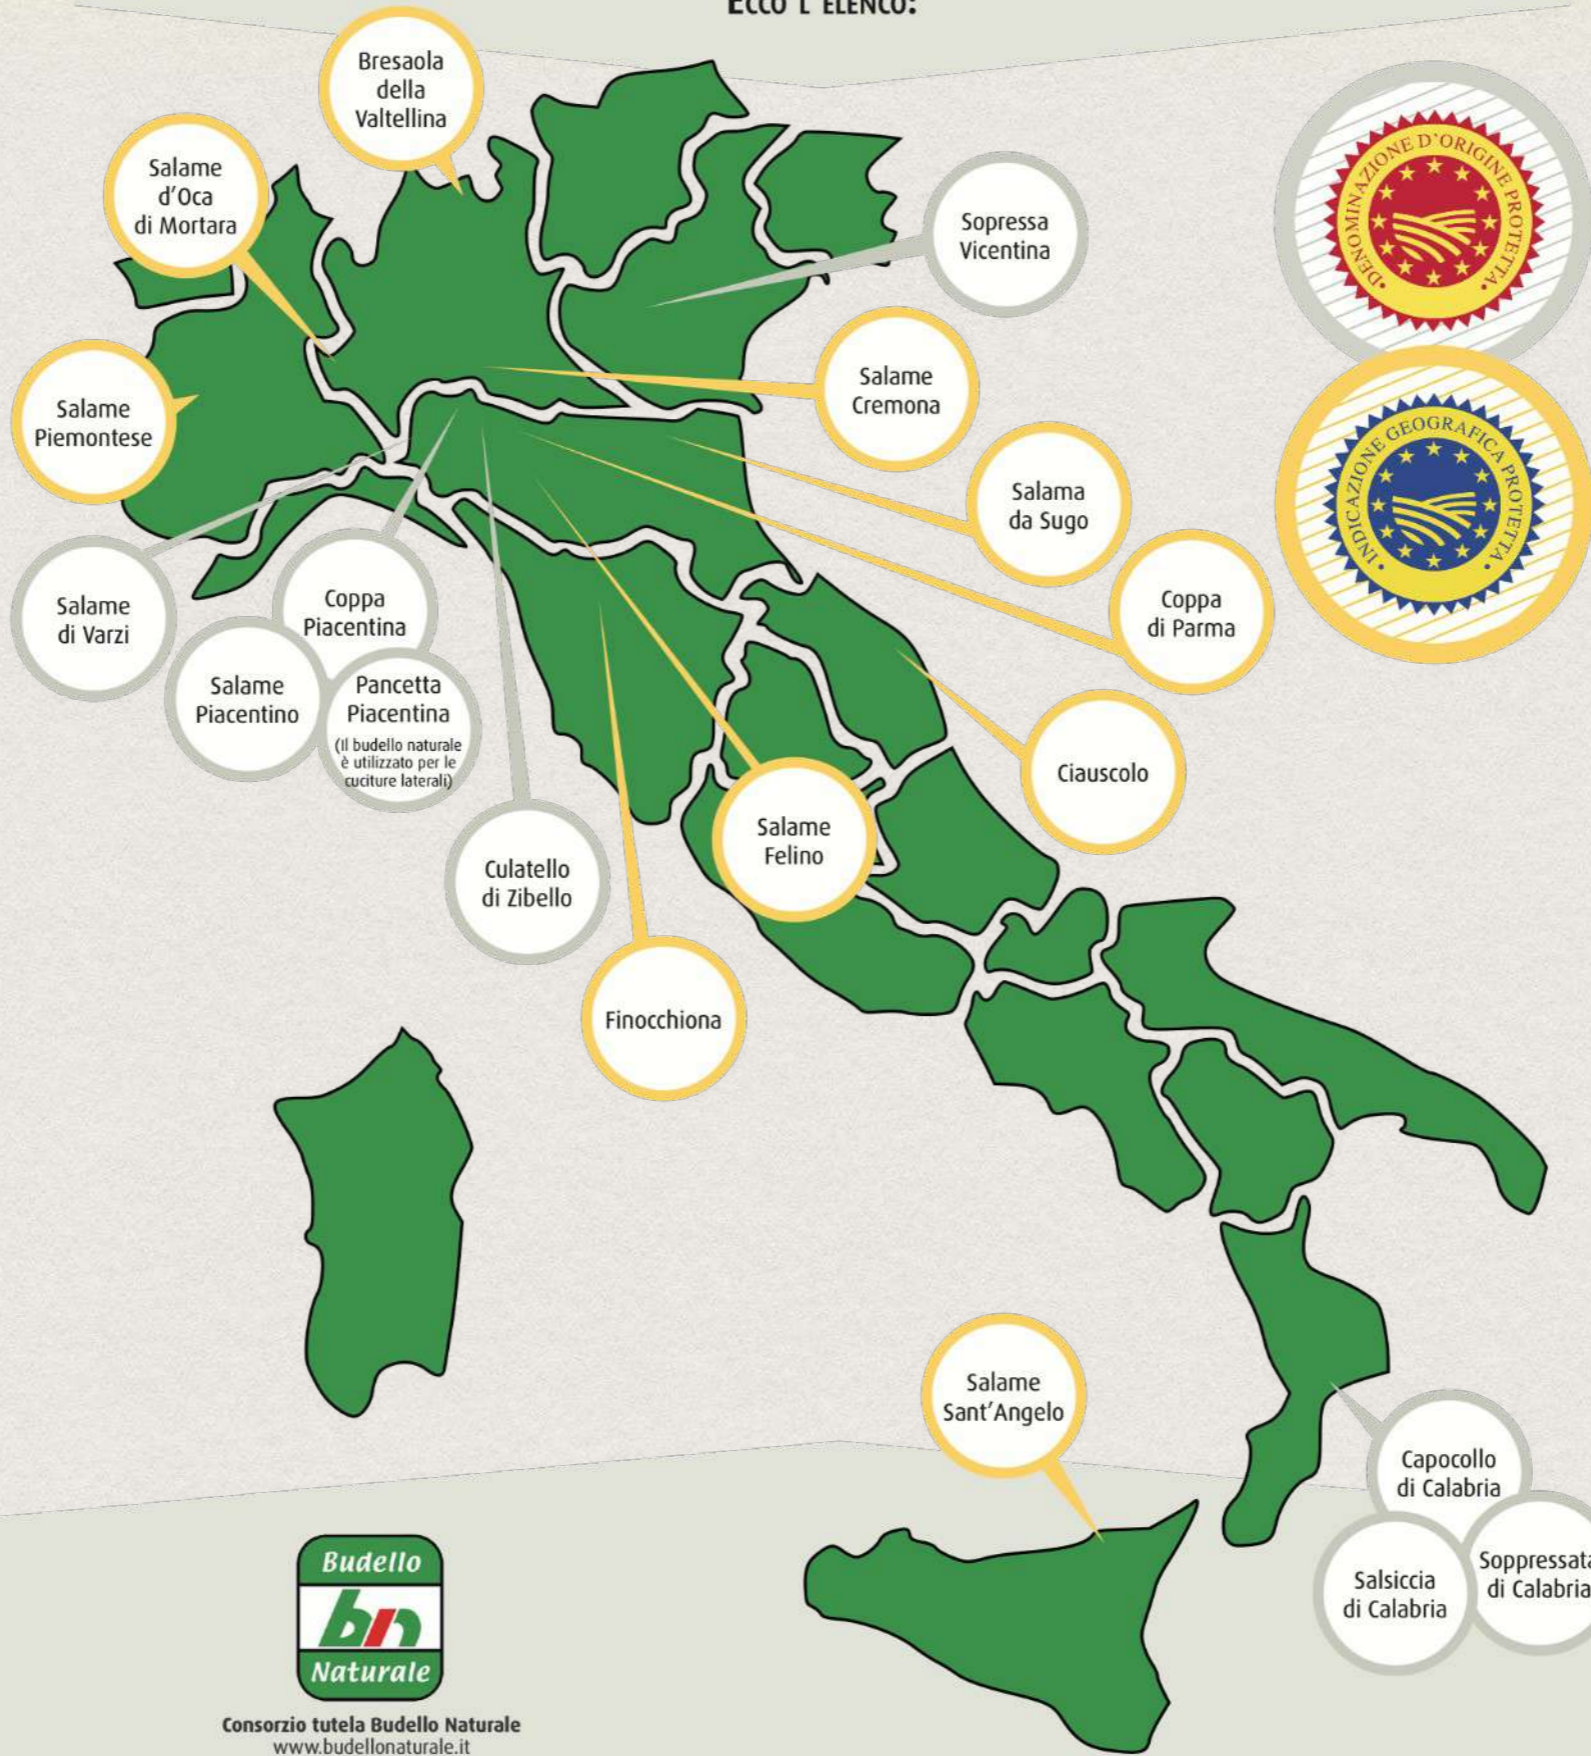 ECCO L'ELENCO:
Bresaola
della
Valtellina
Salame
d'Oca
di Mortara
Sopressa
Vicentina
• DENOMINAZIONE D'ORIGINE PROTETTA •
Salame
Piemontese
Salame
Cremona
Salama
da Sugo
• INDICAZIONE GEOGRAFICA PROTETTA •
Salame
di Varzi
Coppa
Piacentina
Coppa
di Parma
Salame
Piacentino
Pancetta
Piacentina
(Il budello naturale
è utilizzato per le
cuciture laterali)
Ciauscolo
Salame
Felino
Culatello
di Zibello
Finocchiona
Salame
Sant'Angelo
Capocollo
di Calabria
Salsiccia
di Calabria
Soppressata
di Calabria
Budello
bn
Naturale
Consorzio tutela Budello Naturale
www.budellonaturale.it